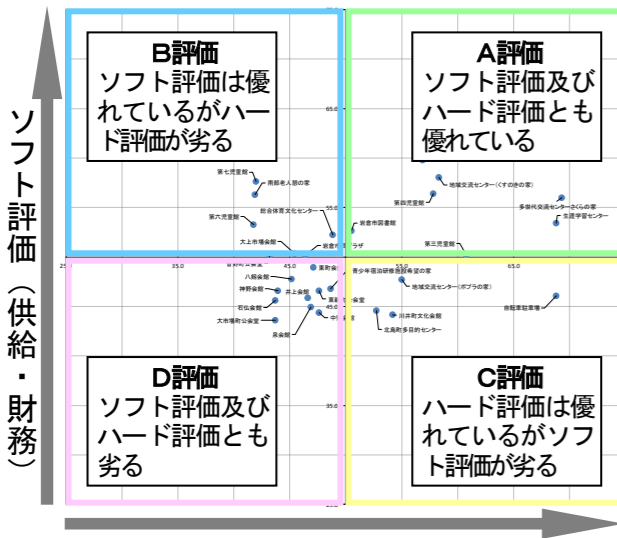 B評価
ソフト評価は優
れているがハー
ド評価が劣る
A評価
ソフト評価及び
ハード評価とも
優れている
ソフト評価（供給・財務）
65.0
第七児童館
南部老人憩の家
第六児童館
総合体育文化センター
大上市場会館
岩倉市図書館
地域交流センター(くすのきの家)
第四児童館
55.0
多世代交流センターさくらの家
生涯学習センター
第三児童館
25.0
45.0
55.0
65.0
八剱会館
神野会館
井上会館
石仏会館
大市場町公会堂
泉会館
青少年宿泊研修施設希望の家
地域交流センター(ポプラの家)
45.0
自転車駐車場
川井町文化会館
北島町多目的センター
D評価
ソフト評価及び
ハード評価とも
劣る
35.0
C評価
ハード評価は優
れているがソフ
ト評価が劣る